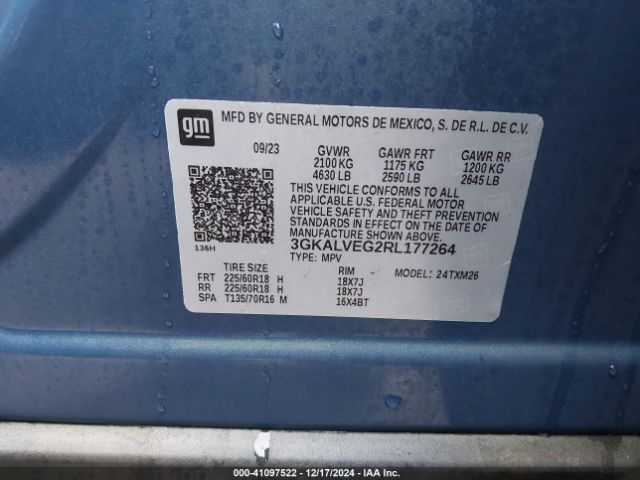 gm
MFD BY GENERAL MOTORS DE MEXICO, S. DE R.L. DE C.V.
09/23 GVWR GAWR FRT GAWR RR
2100 KG 1175 KG 1200 KG
4630 LB 2590 LB 2645 LB
THIS VEHICLE CONFORMS TO ALL
APPLICABLE U.S. FEDERAL MOTOR
VEHICLE SAFETY AND THEFT PREVENTION
STANDARDS IN EFFECT ON THE DATE OF
MANUFACTURE SHOWN ABOVE.
136H
3GKALVEG2RL177264
TYPE: MPV
TIRE SIZE RIM MODEL: 24TXM26
FRT 225/60R18 H 18X7J
RR 225/60R18 H 18X7J
SPA T135/70R16 M 16X4BT
000-41097522 - 12/17/2024 - IAA Inc.